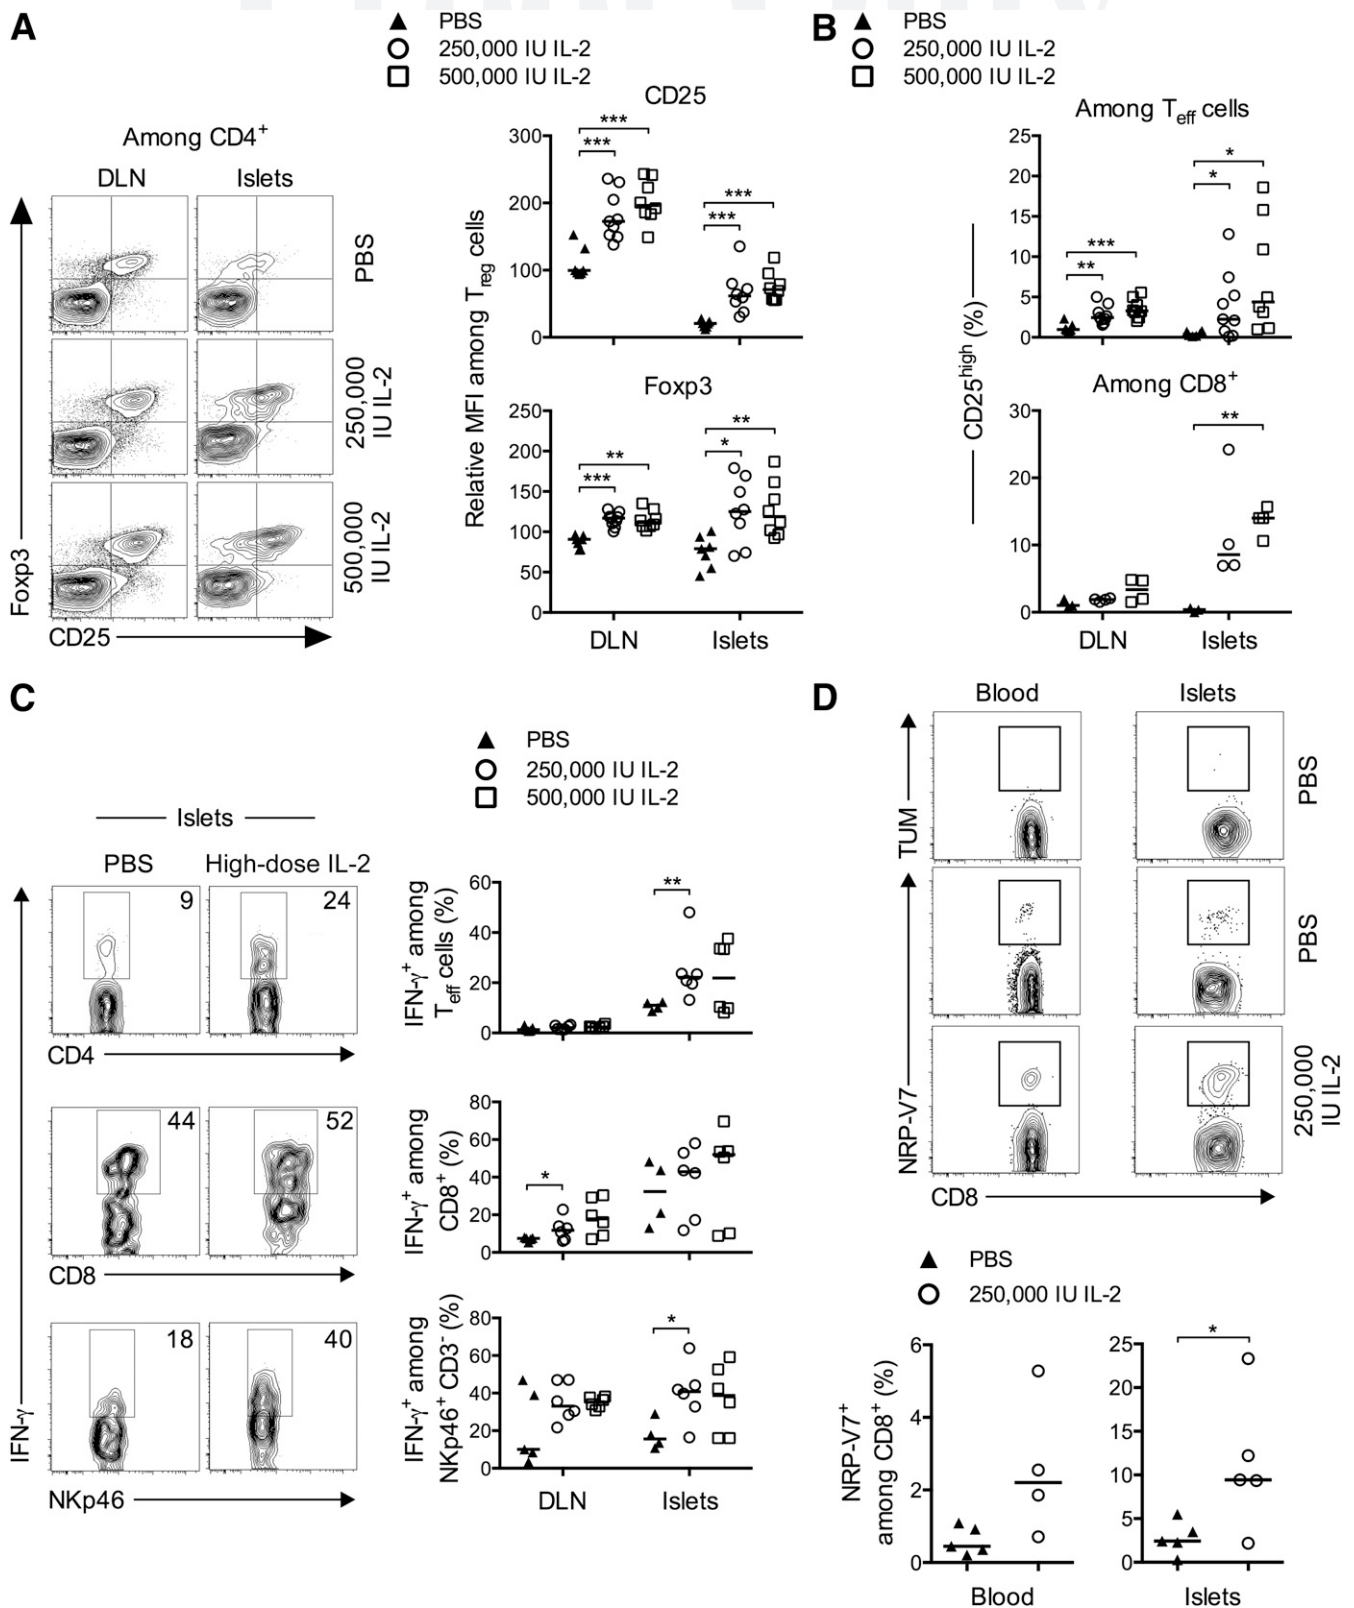 A
PBS
250,000 IU IL-2
500,000 IU IL-2
Among CD4+
DLN Islets
PBS
250,000
IU IL-2
500,000
IU IL-2
Foxp3
CD25
CD25
300
200
100
0
*** ***
*** ***
Relative MFI among Treg cells
Foxp3
250
200
150
100
50
0
** ***
** *
DLN Islets
B
PBS
250,000 IU IL-2
500,000 IU IL-2
Among Teff cells
25
20
15
10
5
0
*** **
* *
CD25high (%)
Among CD8+
30
20
10
0
**
DLN Islets
C
PBS
250,000 IU IL-2
500,000 IU IL-2
Islets
PBS High-dose IL-2
9 24
CD4
44 52
CD8
18 40
NKp46
IFN-γ
IFN-γ+ among
Teff cells (%)
60
40
20
0
**
IFN-γ+ among
CD8+ (%)
80
60
40
20
0
*
IFN-γ+ among
NKp46+ CD3- (%)
80
60
40
20
0
*
DLN Islets
D
Blood Islets
TUM
PBS
PBS
250,000
IU IL-2
NRP-V7
CD8
PBS
250,000 IU IL-2
NRP-V7+
among CD8+ (%)
6
4
2
0
Blood
25
20
15
10
5
0
*
Islets